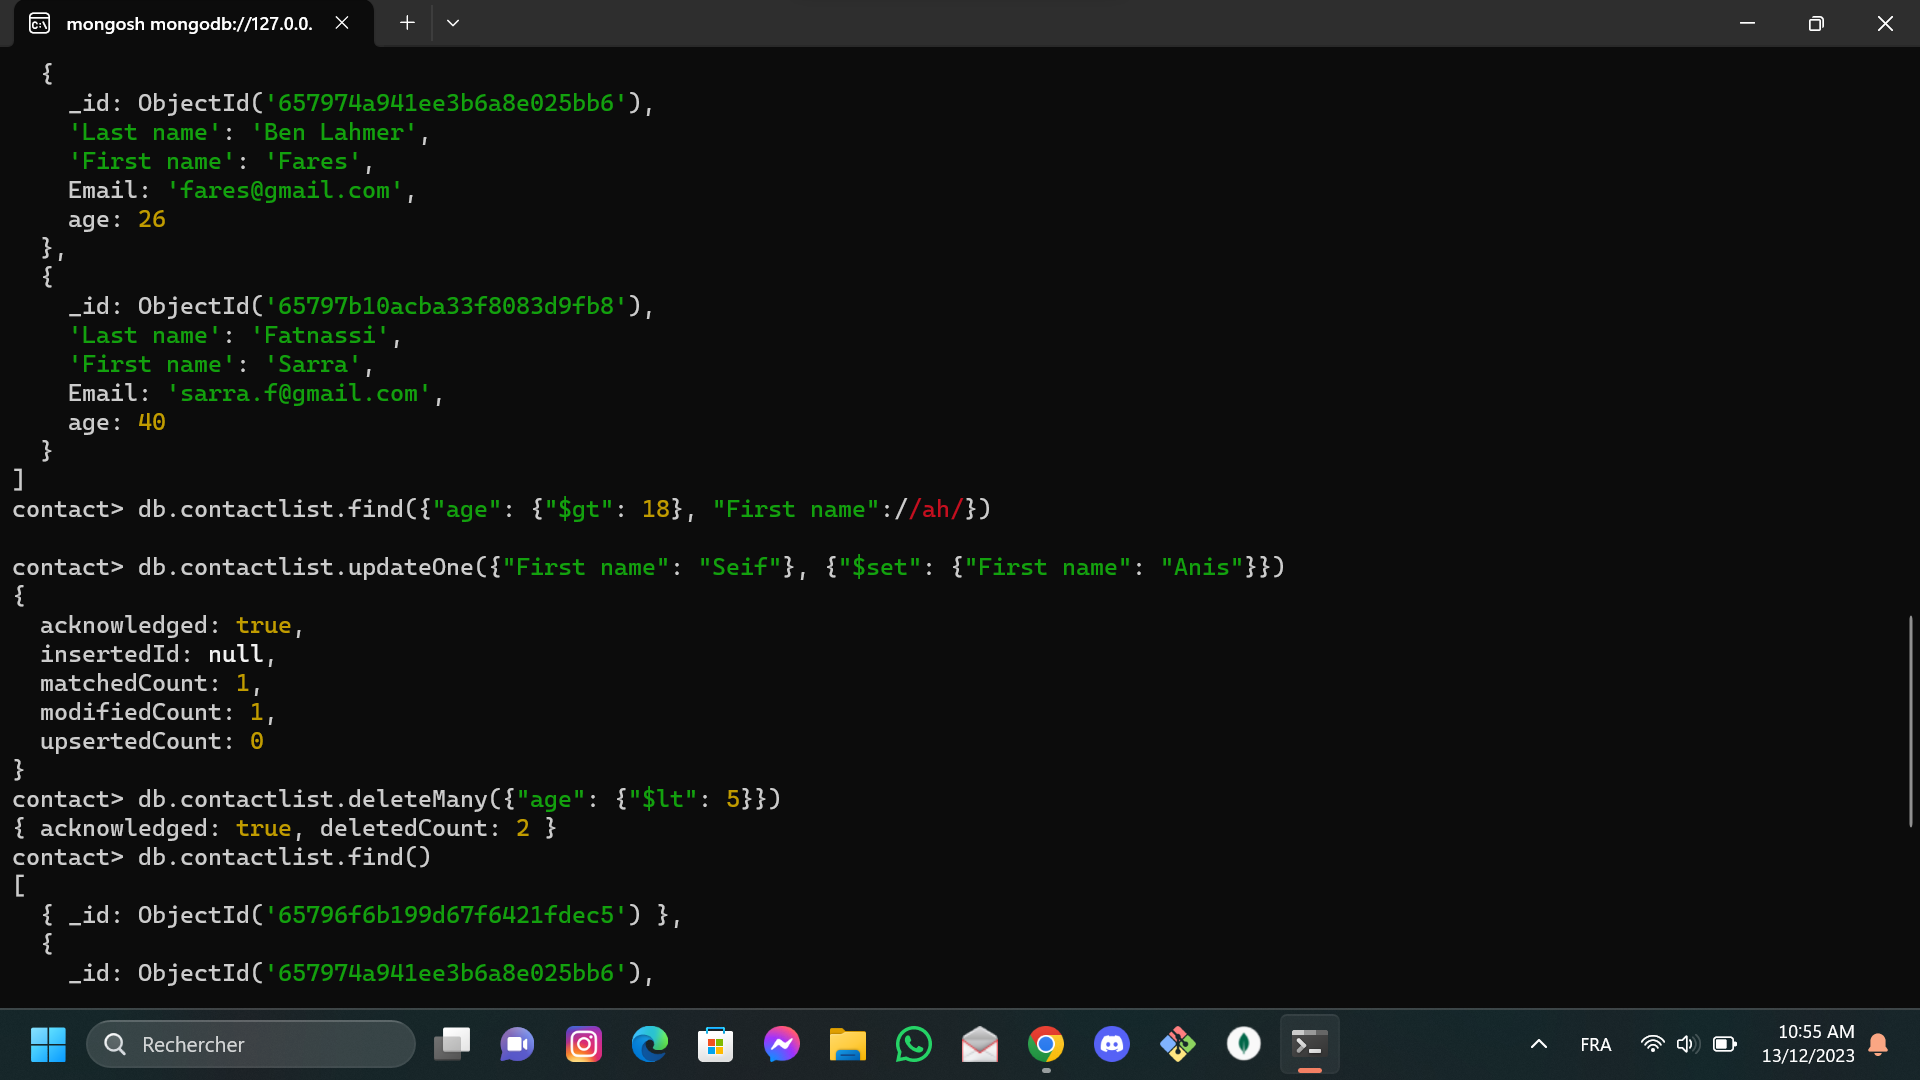 mongosh mongodb://127.0.0.
{
_id: ObjectId('657974a941ee3b6a8e025bb6'),
'Last name': 'Ben Lahmer',
'First name': 'Fares',
Email: 'fares@gmail.com',
age: 26
},
{
_id: ObjectId('65797b10acba33f8083d9fb8'),
'Last name': 'Fatnassi',
'First name': 'Sarra',
Email: 'sarra.f@gmail.com',
age: 40
}
]
contact> db.contactlist.find({"age": {"$gt": 18}, "First name"://ah/})
contact> db.contactlist.updateOne({"First name": "Seif"}, {"$set": {"First name": "Anis"}})
{
acknowledged: true,
insertedId: null,
matchedCount: 1,
modifiedCount: 1,
upsertedCount: 0
}
contact> db.contactlist.deleteMany({"age": {"$lt": 5}})
{ acknowledged: true, deletedCount: 2 }
contact> db.contactlist.find()
[
{ _id: ObjectId('65796f6b199d67f6421fdec5') },
{
_id: ObjectId('657974a941ee3b6a8e025bb6'),
Rechercher
FRA
10:55 AM
13/12/2023